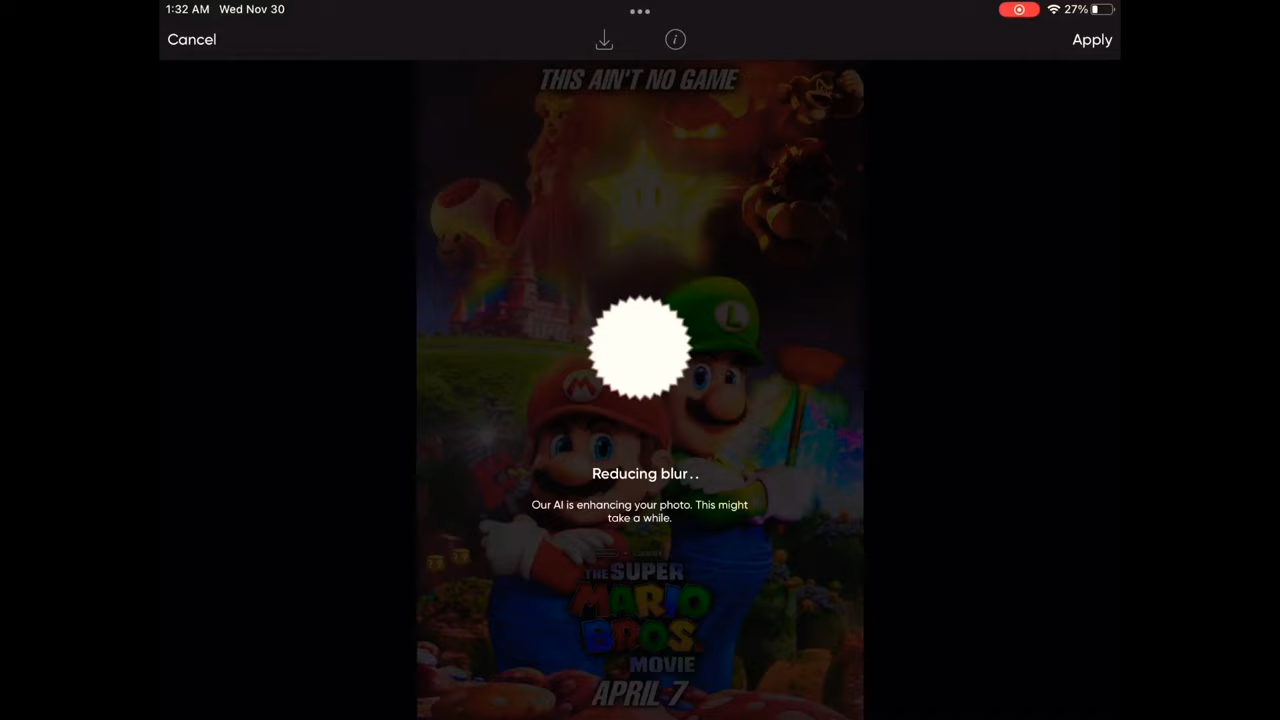 1:32 AM Wed Nov 30
27%
Cancel
Apply
THIS AIN'T NO GAME
L
M
Reducing blur..
Our AI is enhancing your photo. This might
take a while.
THE SUPER
MARIO
BROS.
MOVIE
APRIL 7